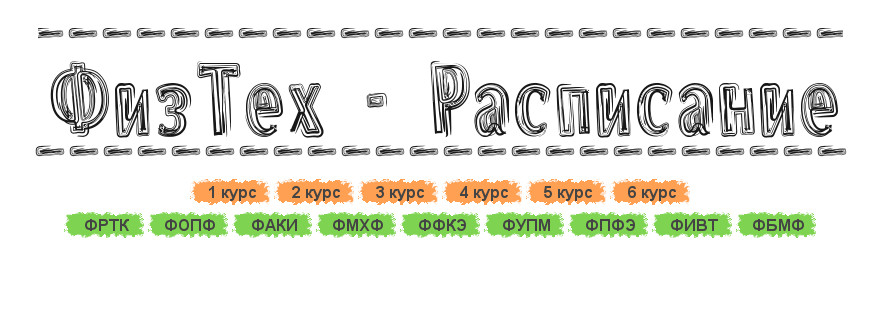 ФизТех - Расписание
1 курс 2 курс 3 курс 4 курс 5 курс 6 курс
ФРТК ФОПФ ФАКИ ФМХФ ФФКЭ ФУПМ ФПФЭ ФИВТ ФБМФ